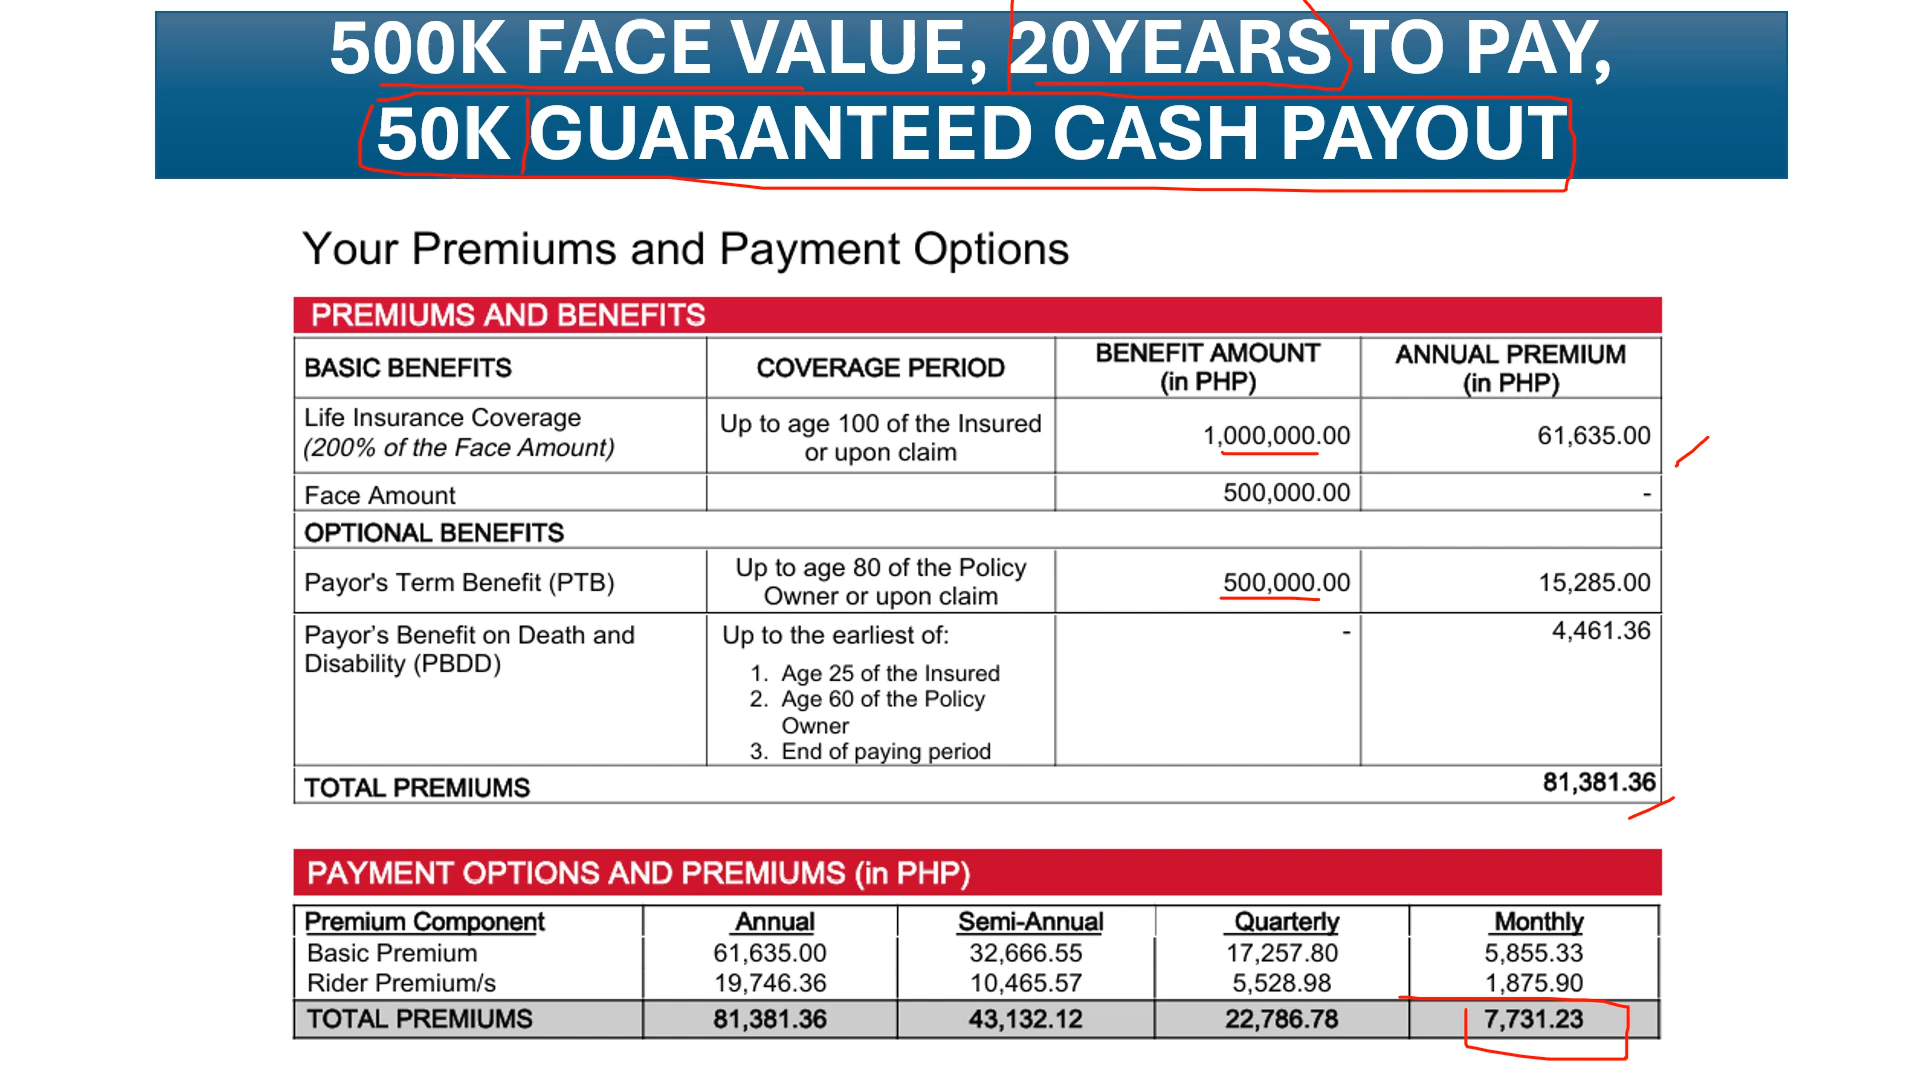 500K FACE VALUE, 20YEARS TO PAY,
50K GUARANTEED CASH PAYOUT
Your Premiums and Payment Options
PREMIUMS AND BENEFITS
BASIC BENEFITS COVERAGE PERIOD BENEFIT AMOUNT (in PHP) ANNUAL PREMIUM (in PHP)
Life Insurance Coverage
(200% of the Face Amount)
Up to age 100 of the Insured
or upon claim
1,000,000.00 61,635.00
Face Amount 500,000.00 -
OPTIONAL BENEFITS
Payor's Term Benefit (PTB)
Up to age 80 of the Policy
Owner or upon claim
500,000.00 15,285.00
Payor’s Benefit on Death and
Disability (PBDD)
Up to the earliest of:
1. Age 25 of the Insured
2. Age 60 of the Policy
Owner
3. End of paying period
- 4,461.36
TOTAL PREMIUMS 81,381.36
PAYMENT OPTIONS AND PREMIUMS (in PHP)
Premium Component Annual Semi-Annual Quarterly Monthly
Basic Premium 61,635.00 32,666.55 17,257.80 5,855.33
Rider Premium/s 19,746.36 10,465.57 5,528.98 1,875.90
TOTAL PREMIUMS 81,381.36 43,132.12 22,786.78 7,731.23